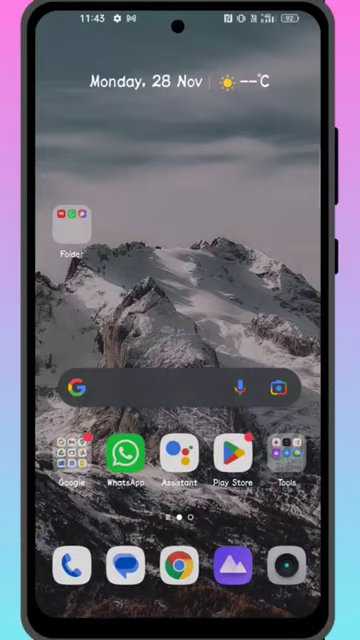 11:43
Monday, 28 Nov | --°C
Folder
Google WhatsApp Assistant Play Store Tools